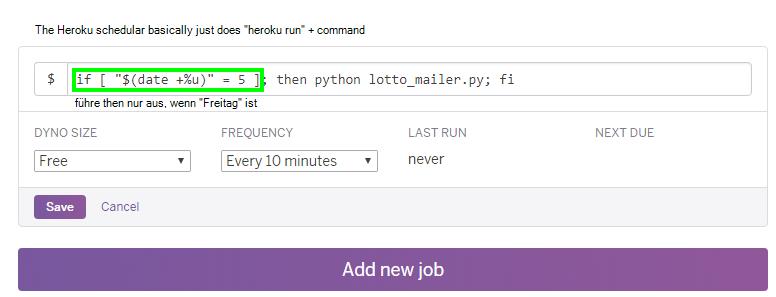 The Heroku schedular basically just does "heroku run" + command
$ if [ "$(date +%u)" = 5 ]; then python lotto_mailer.py; fi
führe then nur aus, wenn "Freitag" ist
DYNO SIZE FREQUENCY LAST RUN NEXT DUE
Free Every 10 minutes never
Save Cancel
Add new job